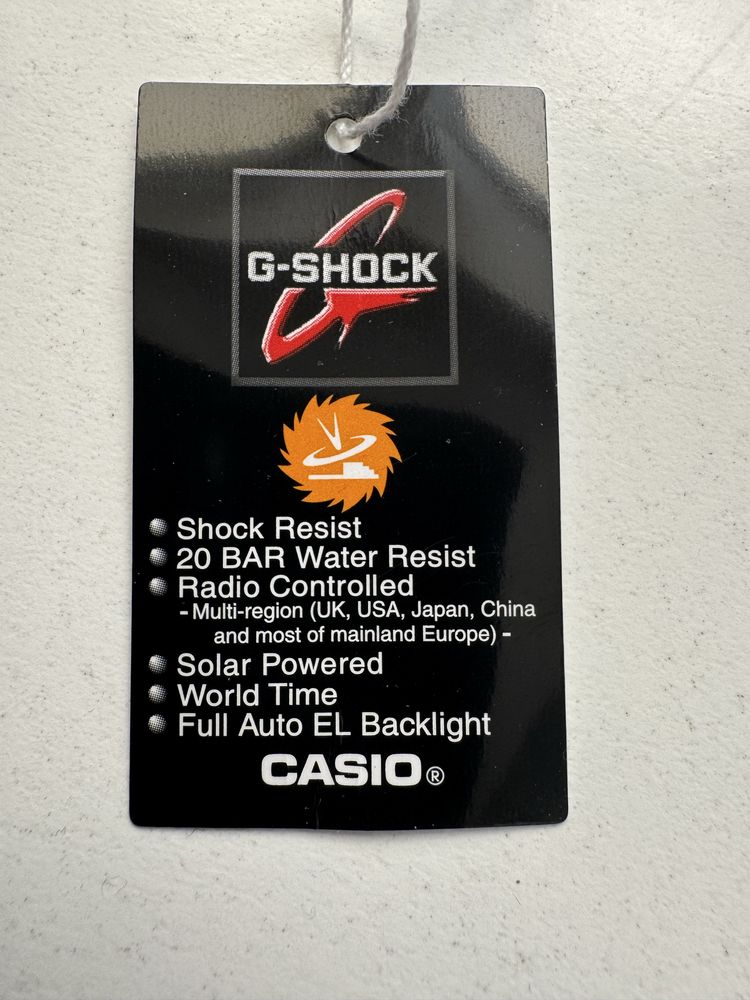 G-SHOCK
Shock Resist
20 BAR Water Resist
Radio Controlled
- Multi-region (UK, USA, Japan, China
and most of mainland Europe) -
Solar Powered
World Time
Full Auto EL Backlight
CASIO®